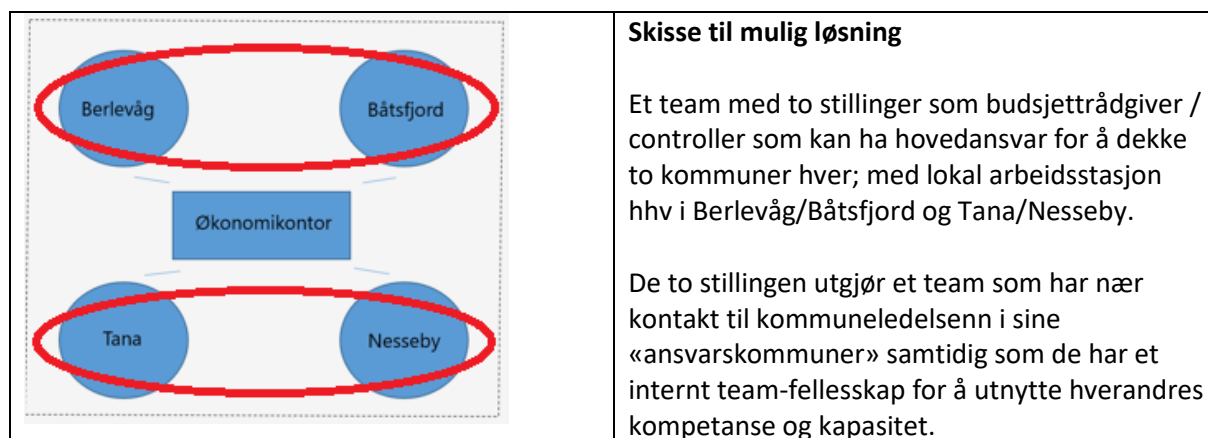 Berlevåg
Båtsfjord
Økonomikontor
Tana
Nesseby
Skisse til mulig løsning
Et team med to stillinger som budsjettrådgiver /
controller som kan ha hovedansvar for å dekke
to kommuner hver; med lokal arbeidsstasjon
hhv i Berlevåg/Båtsfjord og Tana/Nesseby.
De to stillingen utgjør et team som har nær
kontakt til kommuneledelsenn i sine
«ansvarskommuner» samtidig som de har et
internt team-fellesskap for å utnytte hverandres
kompetanse og kapasitet.